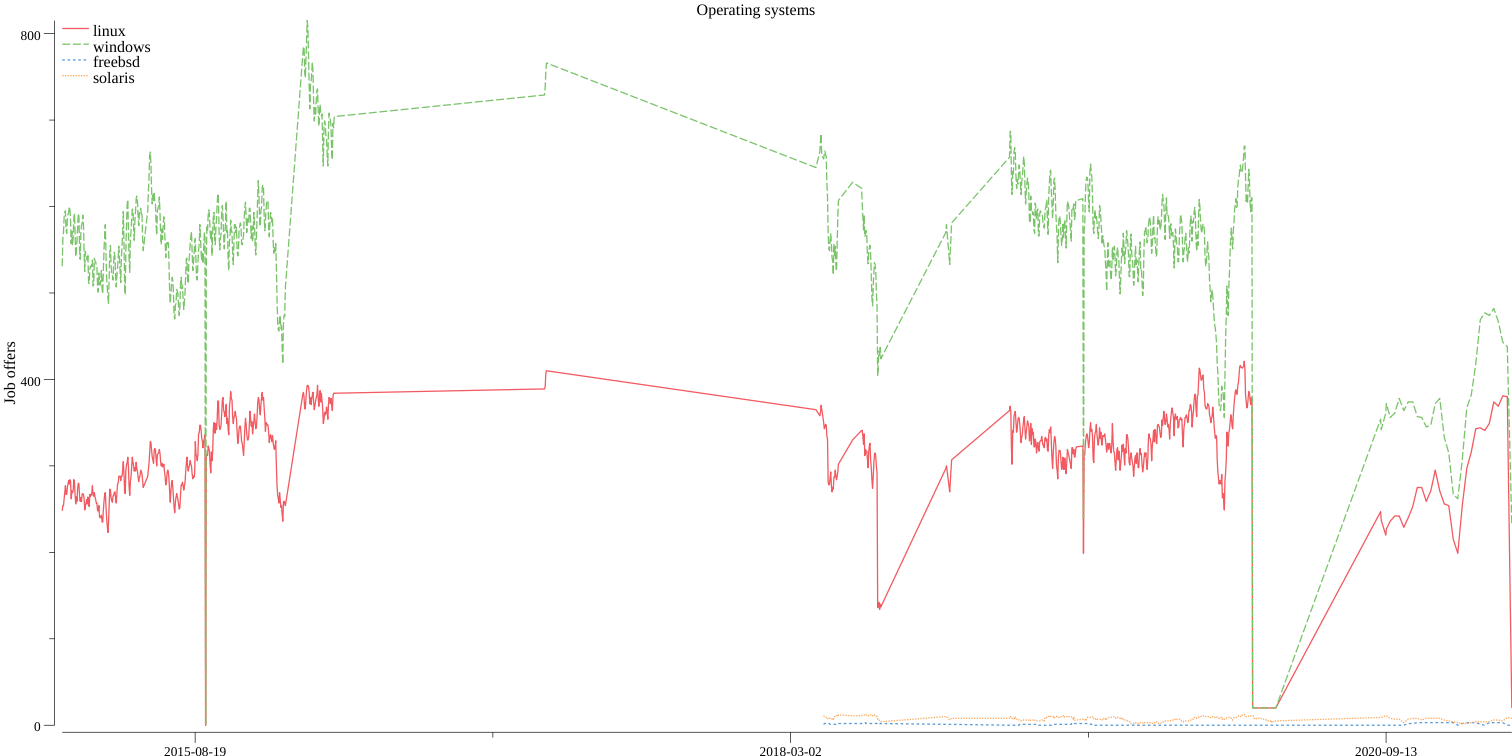 Operating systems
800
linux
windows
freebsd
solaris
Job offers
400
0
2015-08-19
2018-03-02
2020-09-13